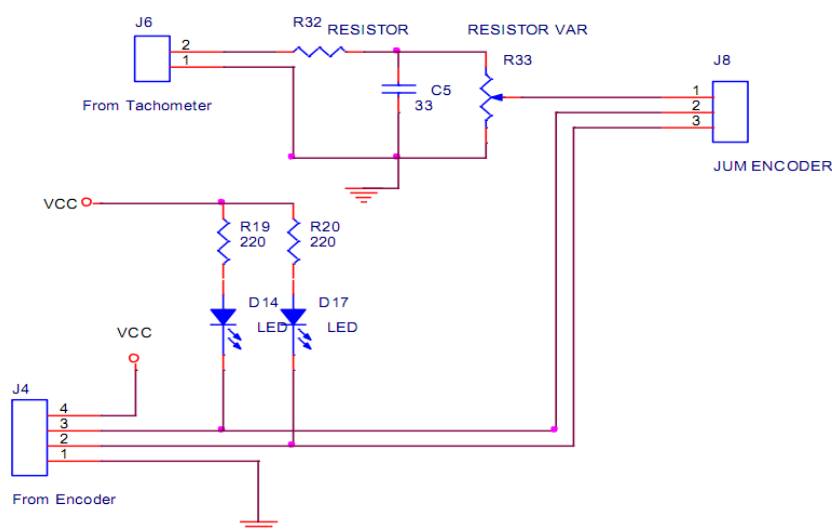 J6
R32
RESISTOR
RESISTOR VAR
2
1
R33
J8
C5
33
1
2
3
From Tachometer
JUM ENCODER
VCC
R19
220
R20
220
D14
LED
D17
LED
VCC
J4
4
3
2
1
From Encoder